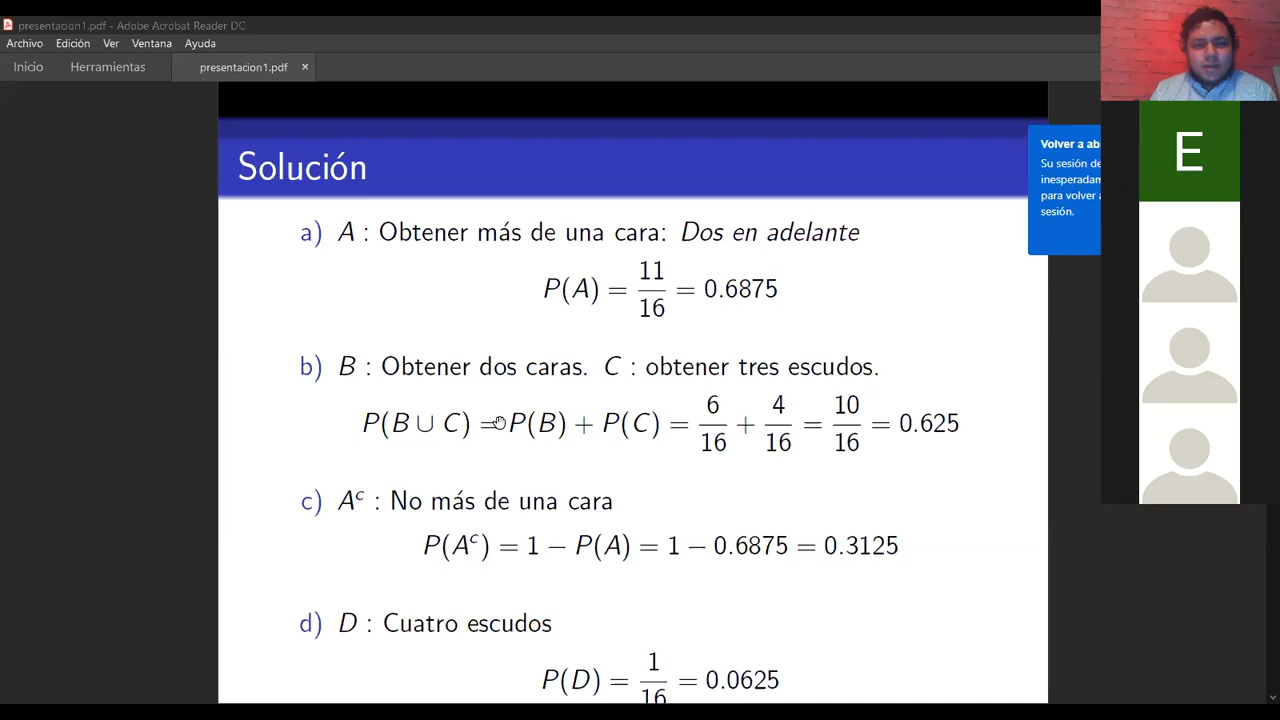 presentacion1.pdf - Adobe Acrobat Reader DC
Archivo Edición Ver Ventana Ayuda
Inicio Herramientas presentacion1.pdf ×
Solución
a) A : Obtener más de una cara: Dos en adelante
P(A) = 11/16 = 0.6875
b) B : Obtener dos caras. C : obtener tres escudos.
P(B ∪ C) = P(B) + P(C) = 6/16 + 4/16 = 10/16 = 0.625
c) Aᶜ : No más de una cara
P(Aᶜ) = 1 − P(A) = 1 − 0.6875 = 0.3125
d) D : Cuatro escudos
P(D) = 1/16 = 0.0625
Volver a ab
Su sesión de
inesperadam
para volver a
sesión.
E